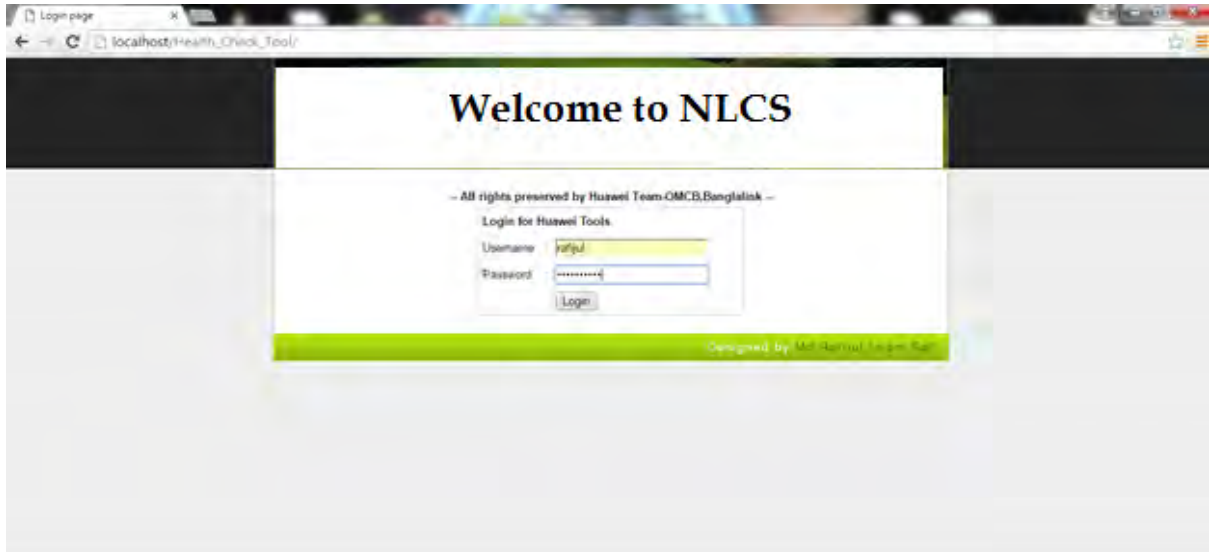 Login page
localhost/Health_Check_Tool/
Welcome to NLCS
-- All rights preserved by Huawei Team-OMCB,Banglalink --
Login for Huawei Tools
Username
Password
Login
Designed by Md